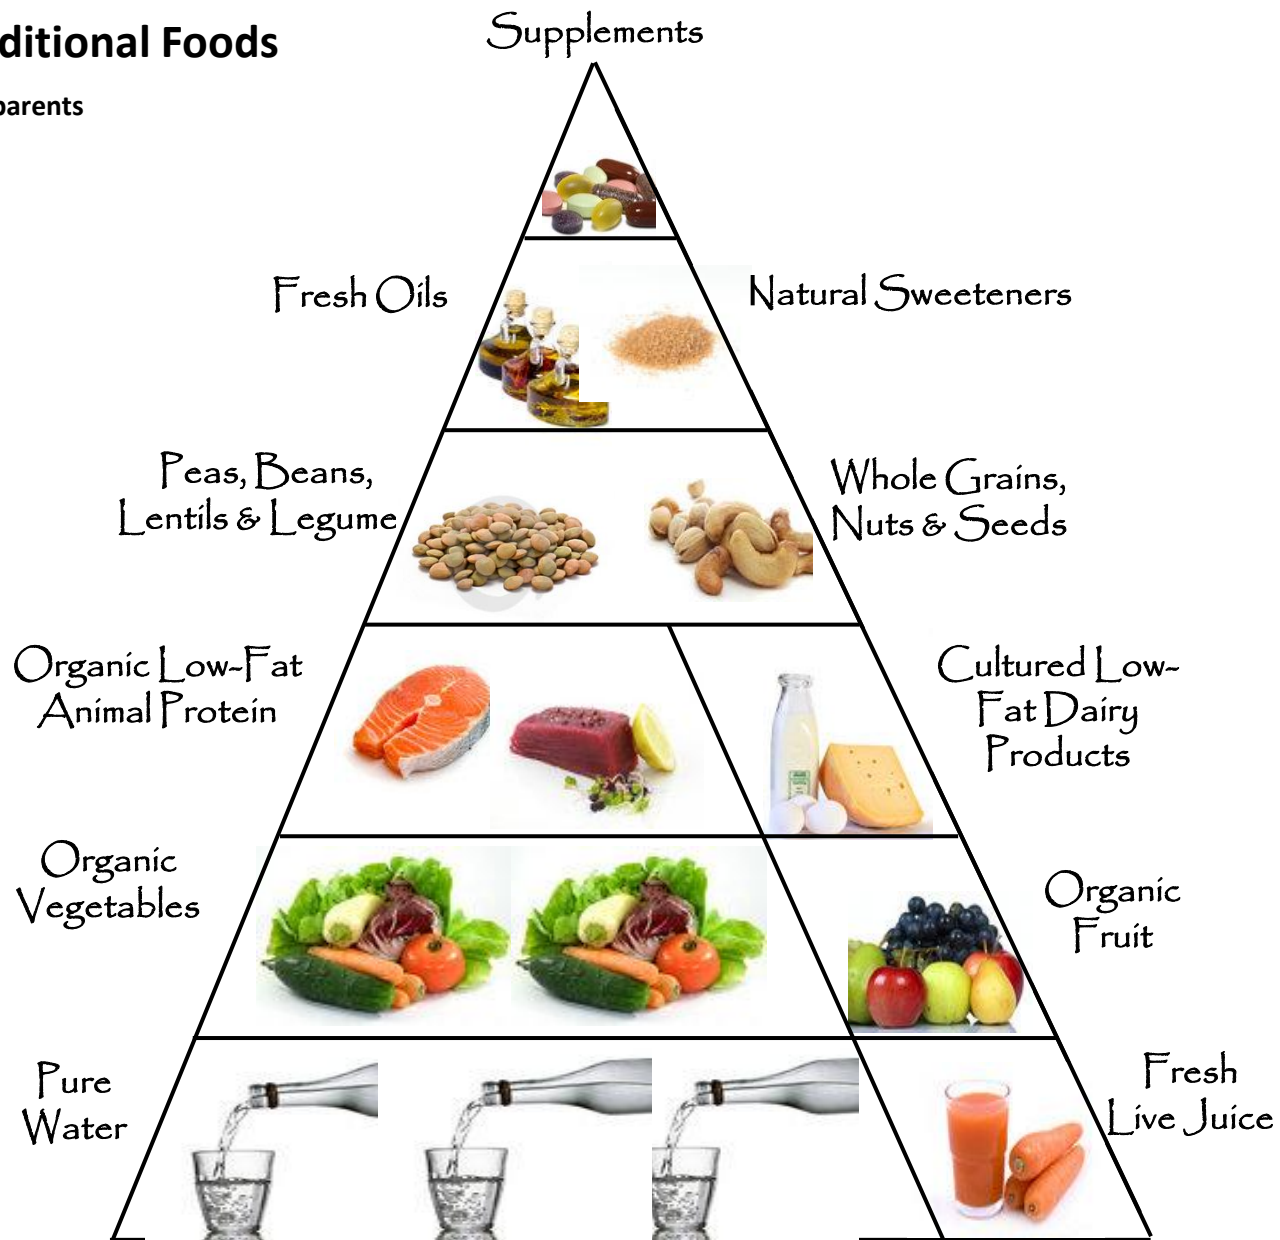 ditional Foods
parents
Supplements
Fresh Oils
Natural Sweeteners
Peas, Beans,
Lentils & Legume
Whole Grains,
Nuts & Seeds
Organic Low-Fat
Animal Protein
Cultured Low-
Fat Dairy
Products
Organic
Vegetables
Organic
Fruit
Pure
Water
Fresh
Live Juice